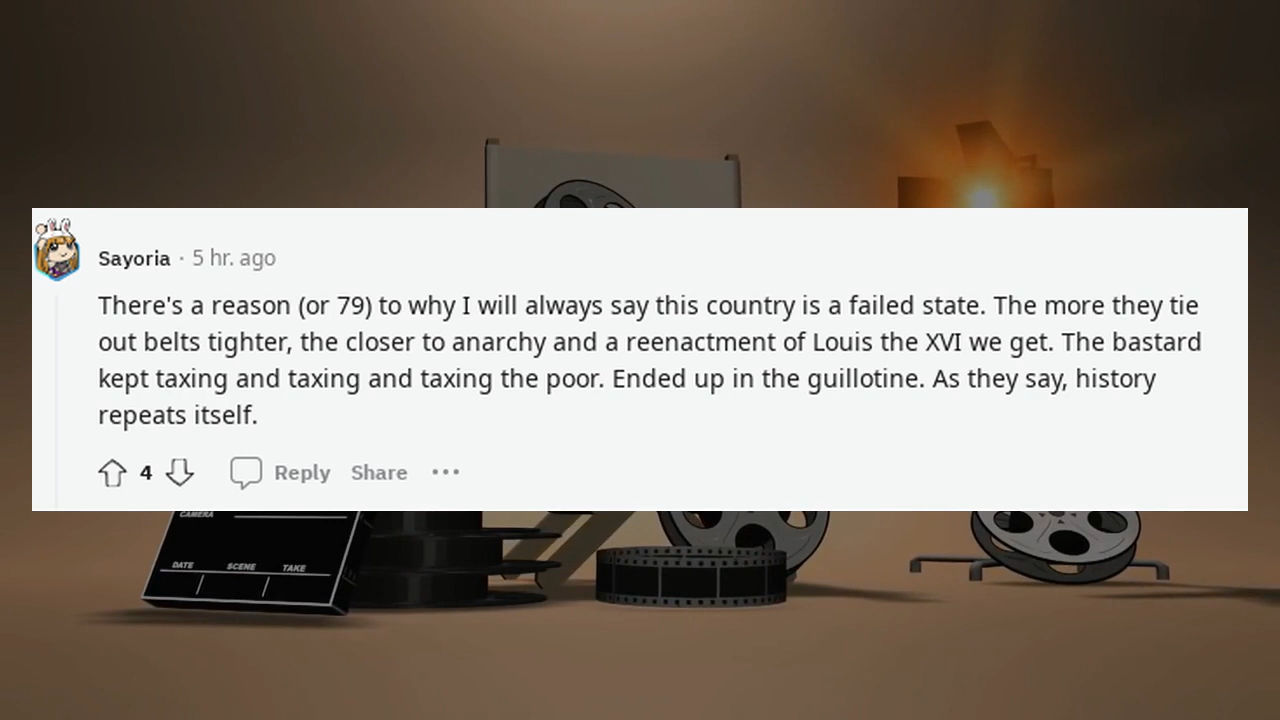 Sayoria · 5 hr. ago
There's a reason (or 79) to why I will always say this country is a failed state. The more they tie
out belts tighter, the closer to anarchy and a reenactment of Louis the XVI we get. The bastard
kept taxing and taxing and taxing the poor. Ended up in the guillotine. As they say, history
repeats itself.
4 Reply Share ...
CAMERA
DATE SCENE TAKE